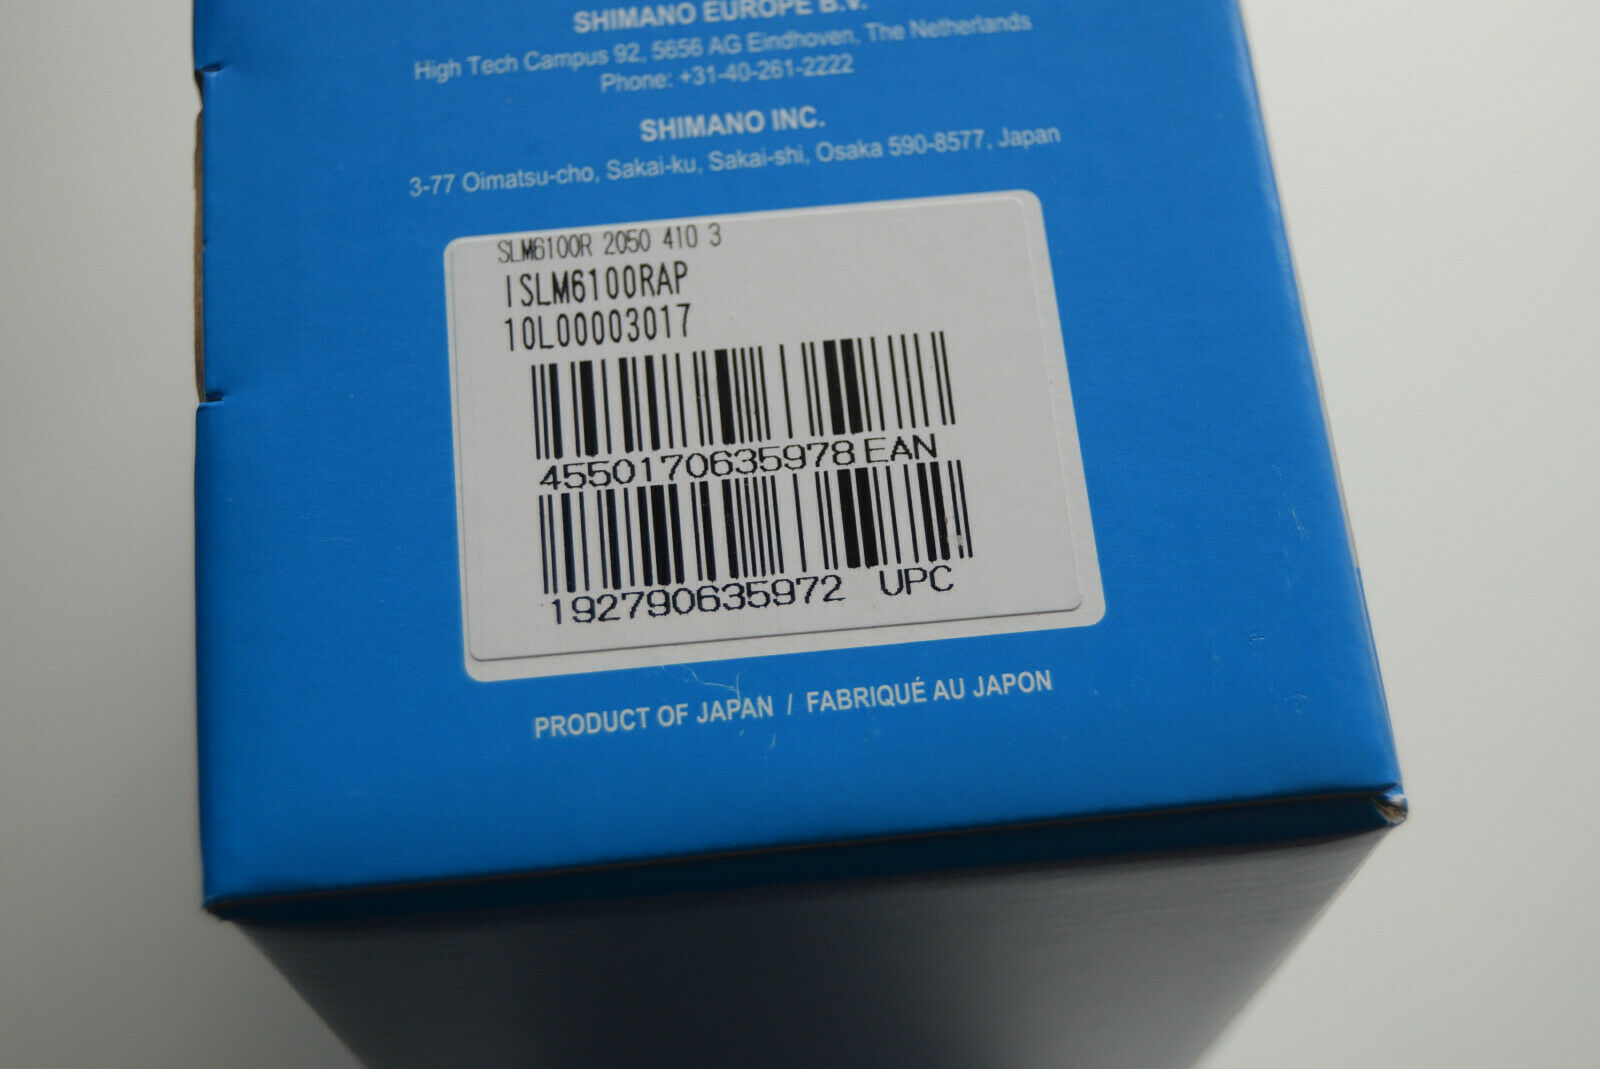 SHIMANO EUROPE B.V.
High Tech Campus 92, 5656 AG Eindhoven, The Netherlands
Phone: +31-40-261-2222
SHIMANO INC.
3-77 Oimatsu-cho, Sakai-ku, Sakai-shi, Osaka 590-8577, Japan
SLM6100R 2050 410 3
ISLM6100RAP
10L00003017
4550170635978 EAN
192790635972 UPC
PRODUCT OF JAPAN / FABRIQUÉ AU JAPON